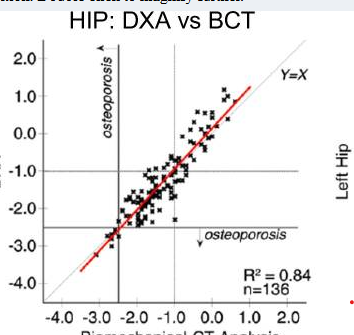 HIP: DXA vs BCT
2.0
osteoporosis
Y=X
1.0
0.0
-1.0
Left Hip
-2.0
osteoporosis
-3.0
R² = 0.84
-4.0
n=136
-4.0 -3.0 -2.0 -1.0 0.0 1.0 2.0